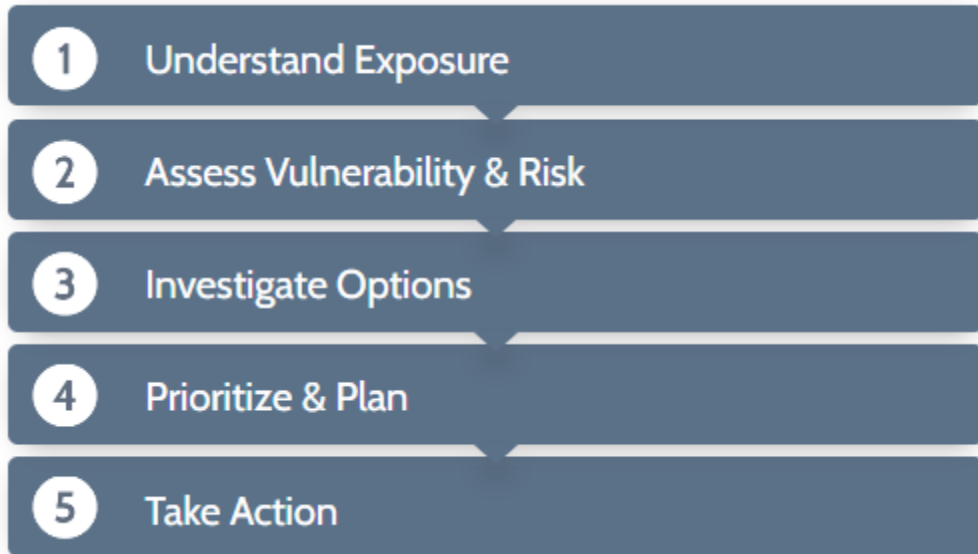 1 Understand Exposure
2 Assess Vulnerability & Risk
3 Investigate Options
4 Prioritize & Plan
5 Take Action